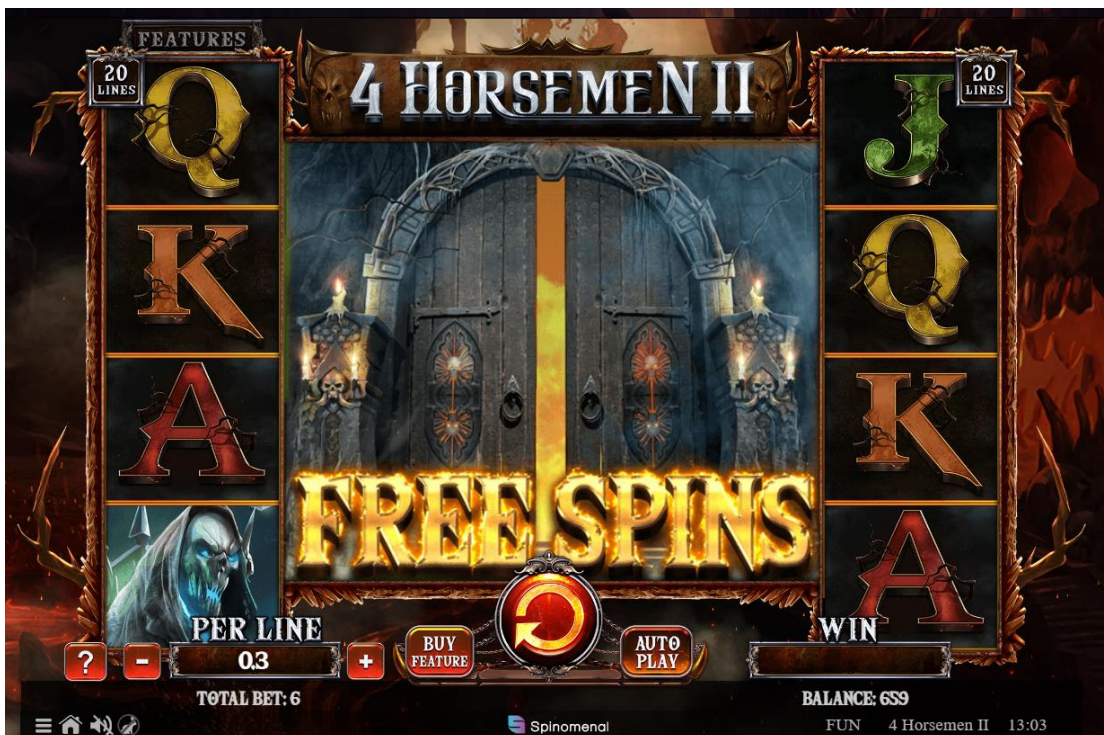 FEATURES
20
LINES
4 HORSEMEN II
20
LINES
Q
J
K
Q
A
K
FREE SPINS
A
PER LINE
WIN
?
-
0.3
+
BUY
FEATURE
AUTO
PLAY
TOTAL BET: 6
BALANCE: 659
Spinomenal
FUN
4 Horsemen II
13:03